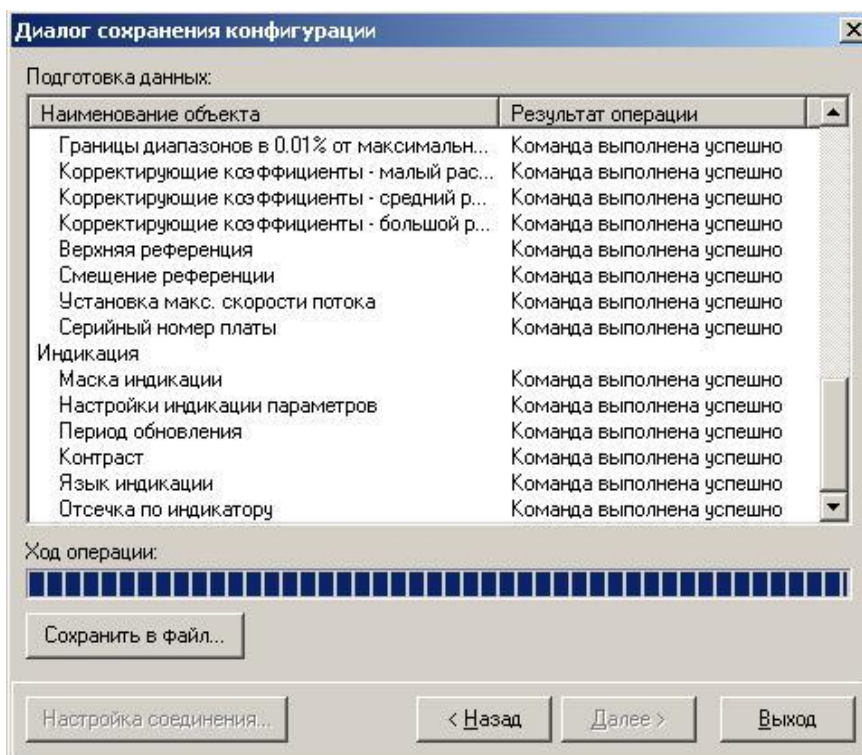 Диалог сохранения конфигурации
Подготовка данных:
Наименование объекта Результат операции
Границы диапазонов в 0.01% от максимальн... Команда выполнена успешно
Корректирующие коэффициенты - малый рас... Команда выполнена успешно
Корректирующие коэффициенты - средний р... Команда выполнена успешно
Корректирующие коэффициенты - большой р... Команда выполнена успешно
Верхняя референция Команда выполнена успешно
Смещение референции Команда выполнена успешно
Установка макс. скорости потока Команда выполнена успешно
Серийный номер платы Команда выполнена успешно
Индикация
Маска индикации Команда выполнена успешно
Настройки индикации параметров Команда выполнена успешно
Период обновления Команда выполнена успешно
Контраст Команда выполнена успешно
Язык индикации Команда выполнена успешно
Отсечка по индикатору Команда выполнена успешно
Ход операции:
Сохранить в файл...
Настройка соединения... < Назад Далее > Выход